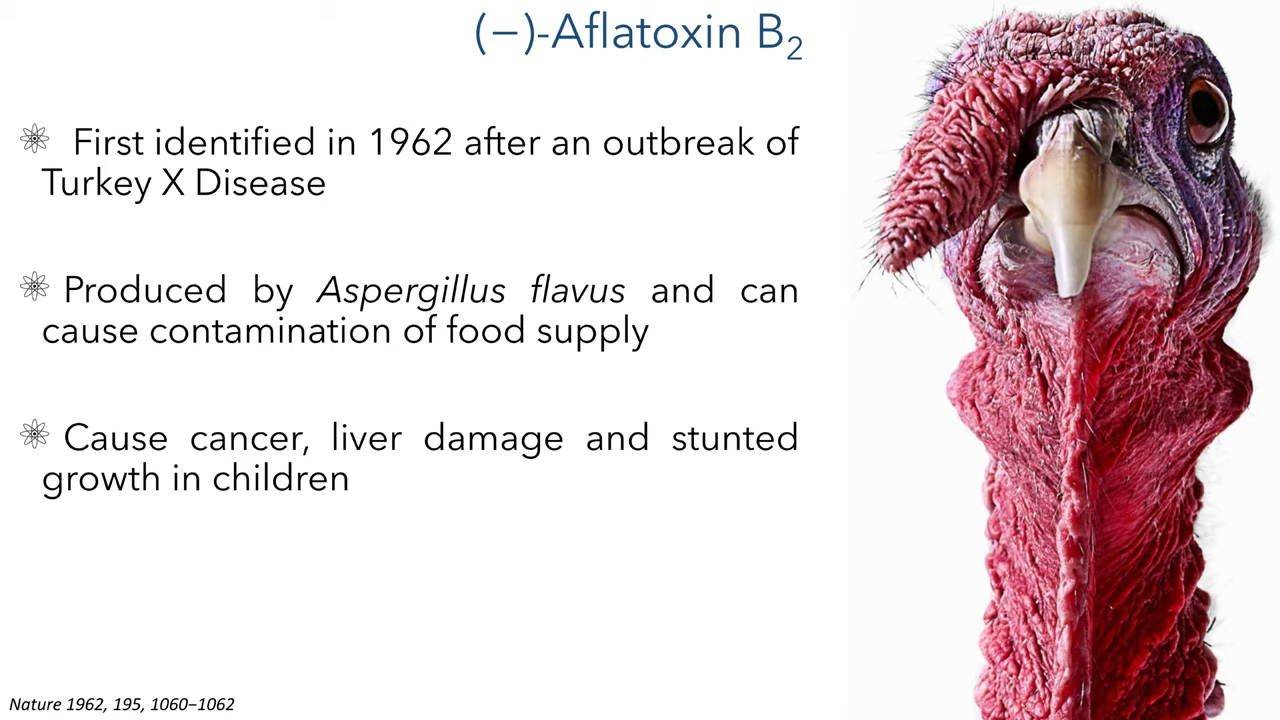 (−)-Aflatoxin B₂
First identified in 1962 after an outbreak of
Turkey X Disease
Produced by Aspergillus flavus and can
cause contamination of food supply
Cause cancer, liver damage and stunted
growth in children
Nature 1962, 195, 1060−1062